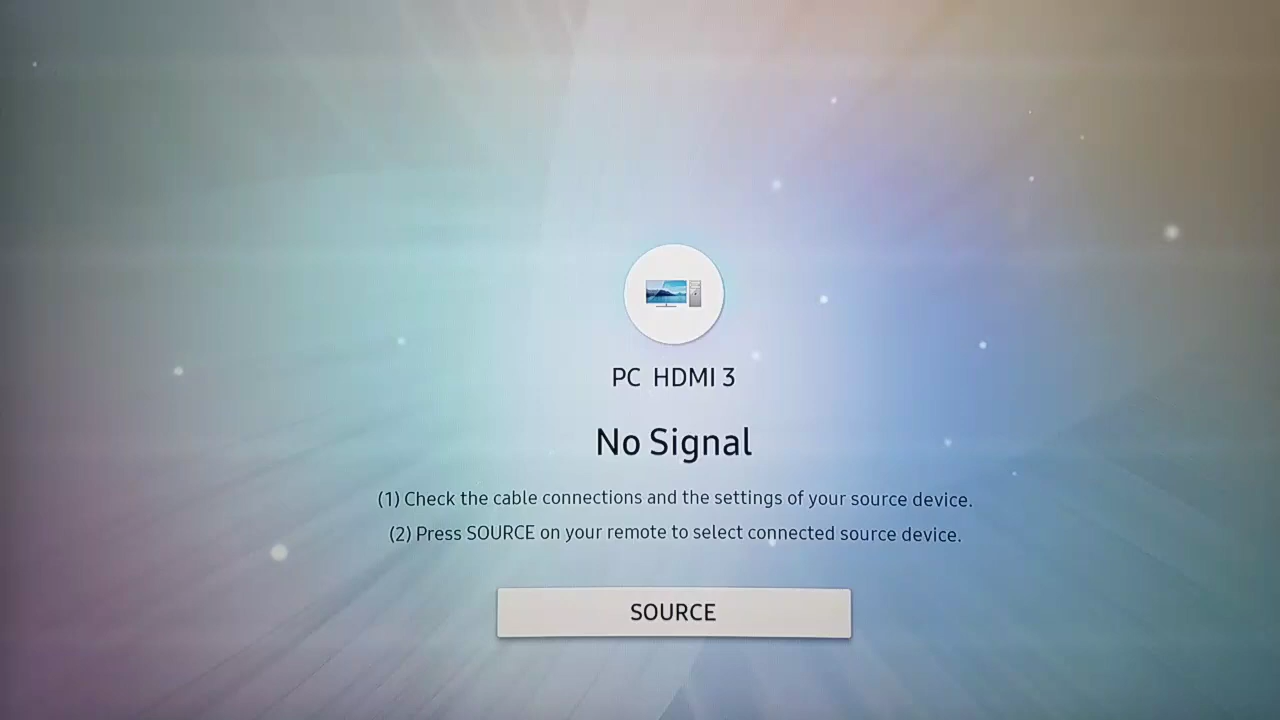 PC HDMI 3
No Signal
(1) Check the cable connections and the settings of your source device.
(2) Press SOURCE on your remote to select connected source device.
SOURCE